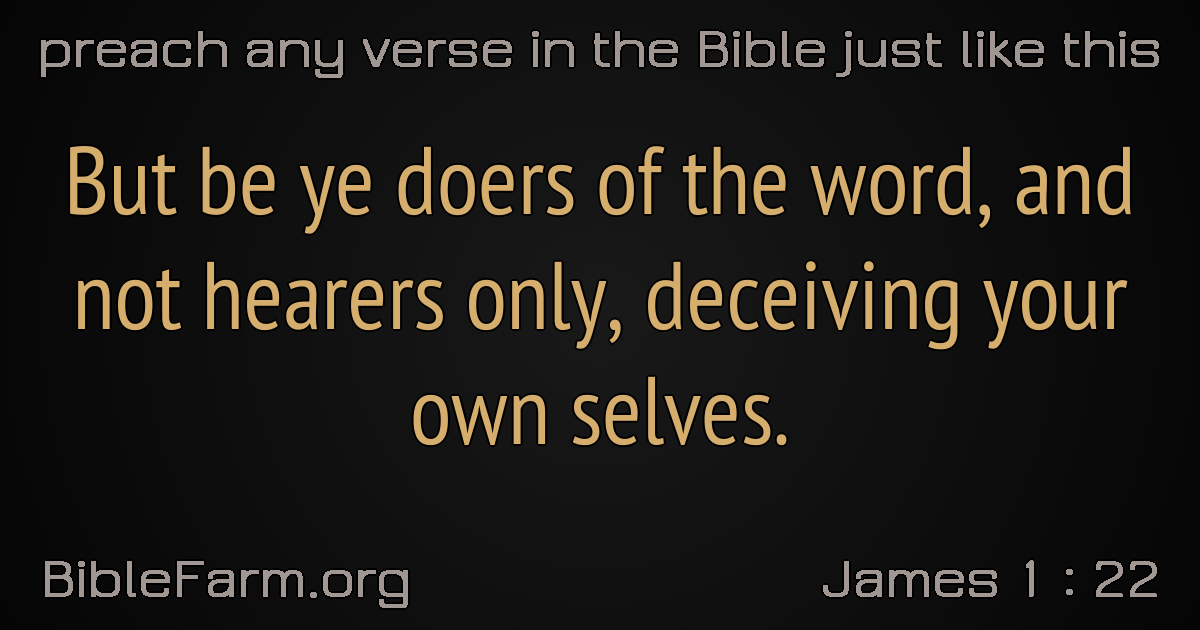 preach any verse in the Bible just like this
But be ye doers of the word, and
not hearers only, deceiving your
own selves.
BibleFarm.org
James 1 : 22